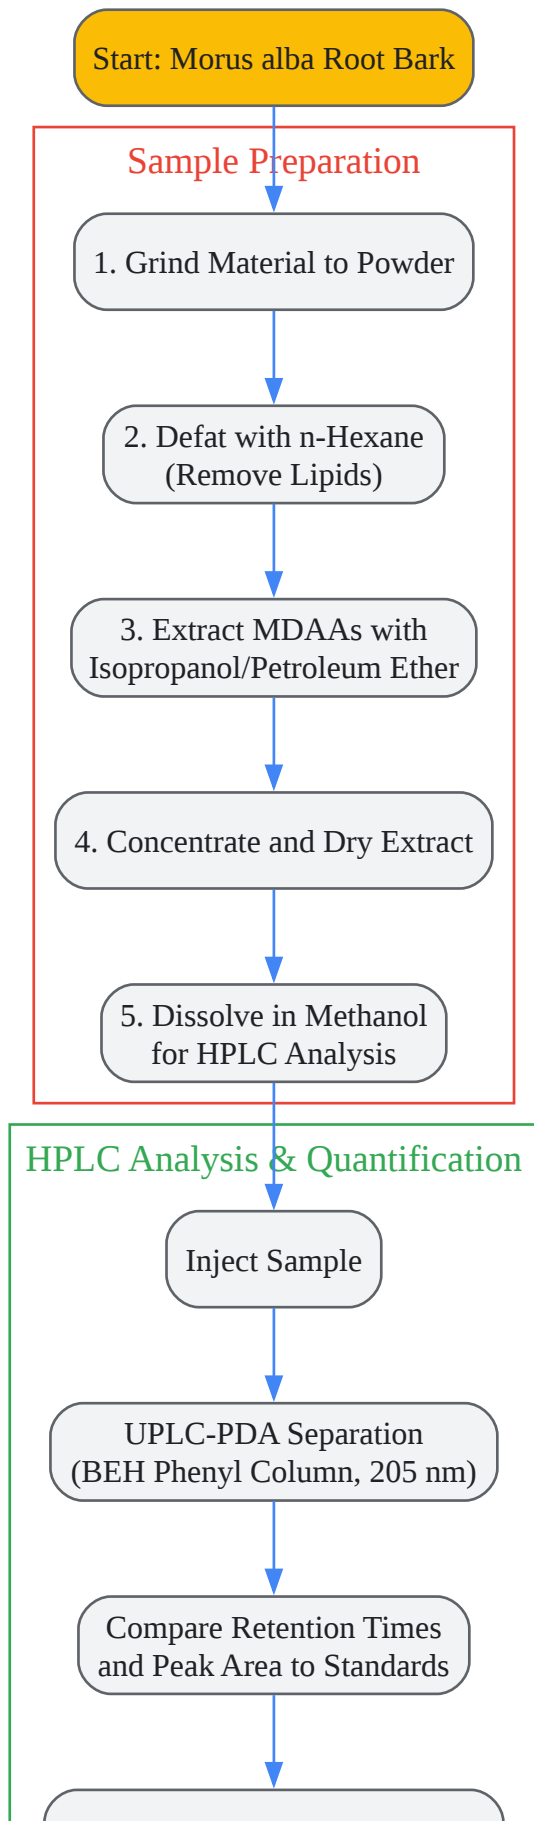 Start: Morus alba Root Bark
Sample Preparation
1. Grind Material to Powder
2. Defat with n-Hexane
(Remove Lipids)
3. Extract MDAAs with
Isopropanol/Petroleum Ether
4. Concentrate and Dry Extract
5. Dissolve in Methanol
for HPLC Analysis
HPLC Analysis & Quantification
Inject Sample
UPLC-PDA Separation
(BEH Phenyl Column, 205 nm)
Compare Retention Times
and Peak Area to Standards